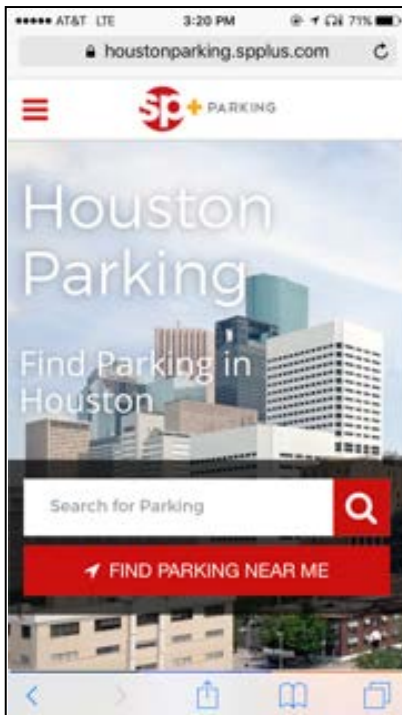 AT&T LTE 3:20 PM 71%
houstonparking.spplus.com
sp+ PARKING
Houston
Parking
Find Parking in
Houston
Search for Parking
FIND PARKING NEAR ME